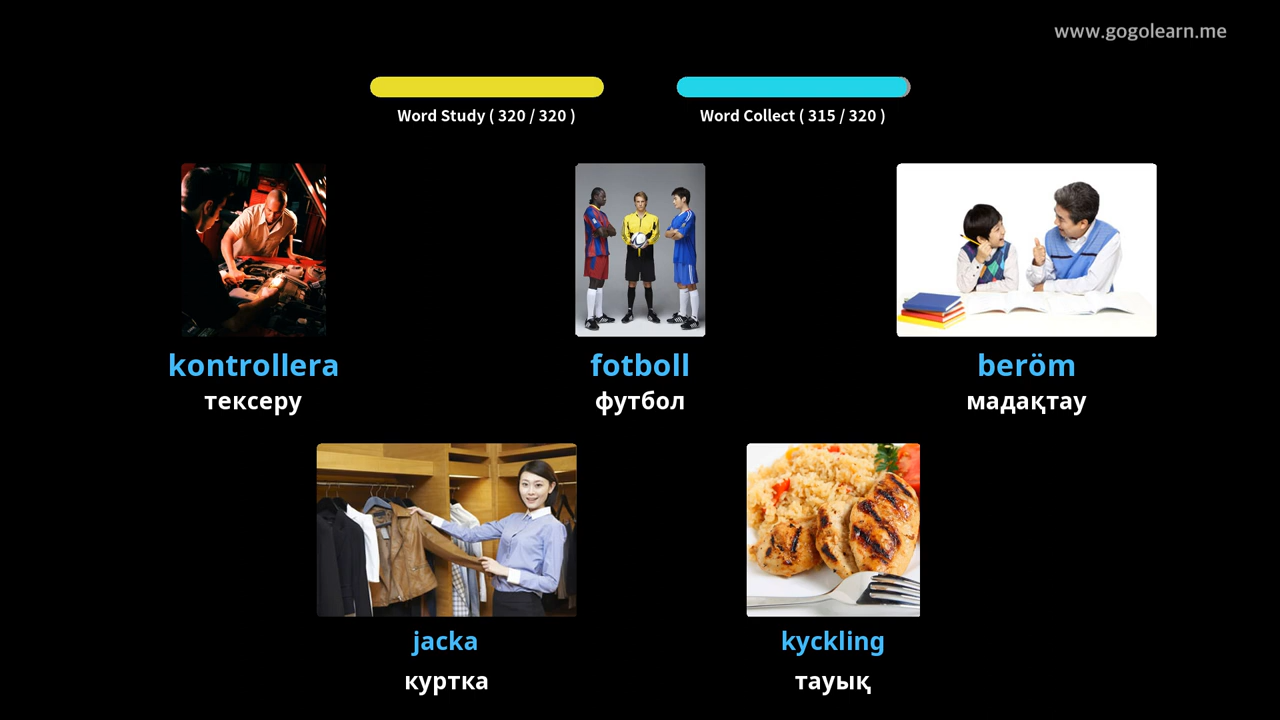 www.gogolearn.me
Word Study ( 320 / 320 )
Word Collect ( 315 / 320 )
kontrollera
тексеру
fotboll
футбол
beröm
мадақтау
jacka
куртка
kyckling
тауық